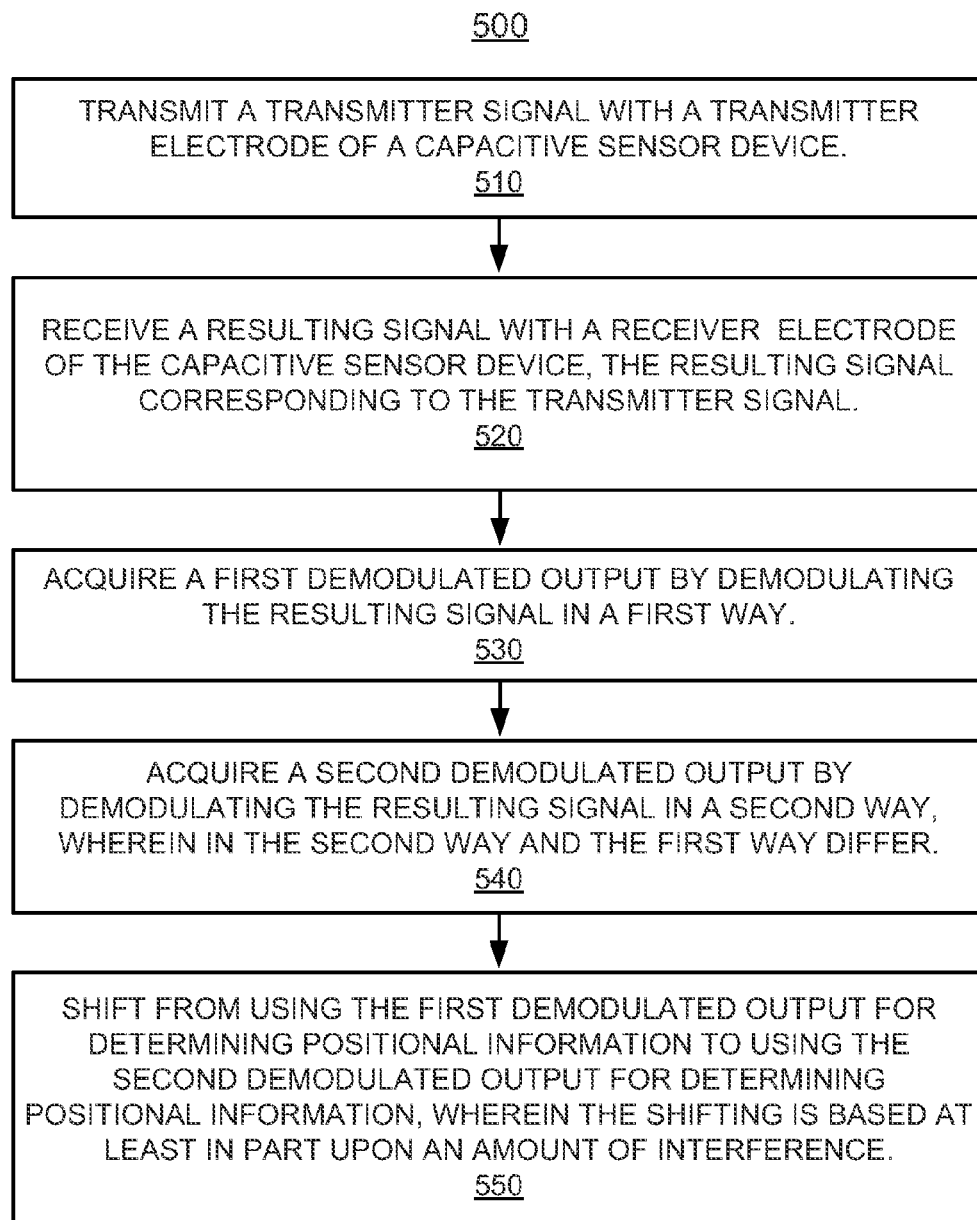 500
TRANSMIT A TRANSMITTER SIGNAL WITH A TRANSMITTER
ELECTRODE OF A CAPACITIVE SENSOR DEVICE.
510
RECEIVE A RESULTING SIGNAL WITH A RECEIVER ELECTRODE
OF THE CAPACITIVE SENSOR DEVICE, THE RESULTING SIGNAL
CORRESPONDING TO THE TRANSMITTER SIGNAL.
520
ACQUIRE A FIRST DEMODULATED OUTPUT BY DEMODULATING
THE RESULTING SIGNAL IN A FIRST WAY.
530
ACQUIRE A SECOND DEMODULATED OUTPUT BY
DEMODULATING THE RESULTING SIGNAL IN A SECOND WAY,
WHEREIN IN THE SECOND WAY AND THE FIRST WAY DIFFER.
540
SHIFT FROM USING THE FIRST DEMODULATED OUTPUT FOR
DETERMINING POSITIONAL INFORMATION TO USING THE
SECOND DEMODULATED OUTPUT FOR DETERMINING
POSITIONAL INFORMATION, WHEREIN THE SHIFTING IS BASED AT
LEAST IN PART UPON AN AMOUNT OF INTERFERENCE.
550